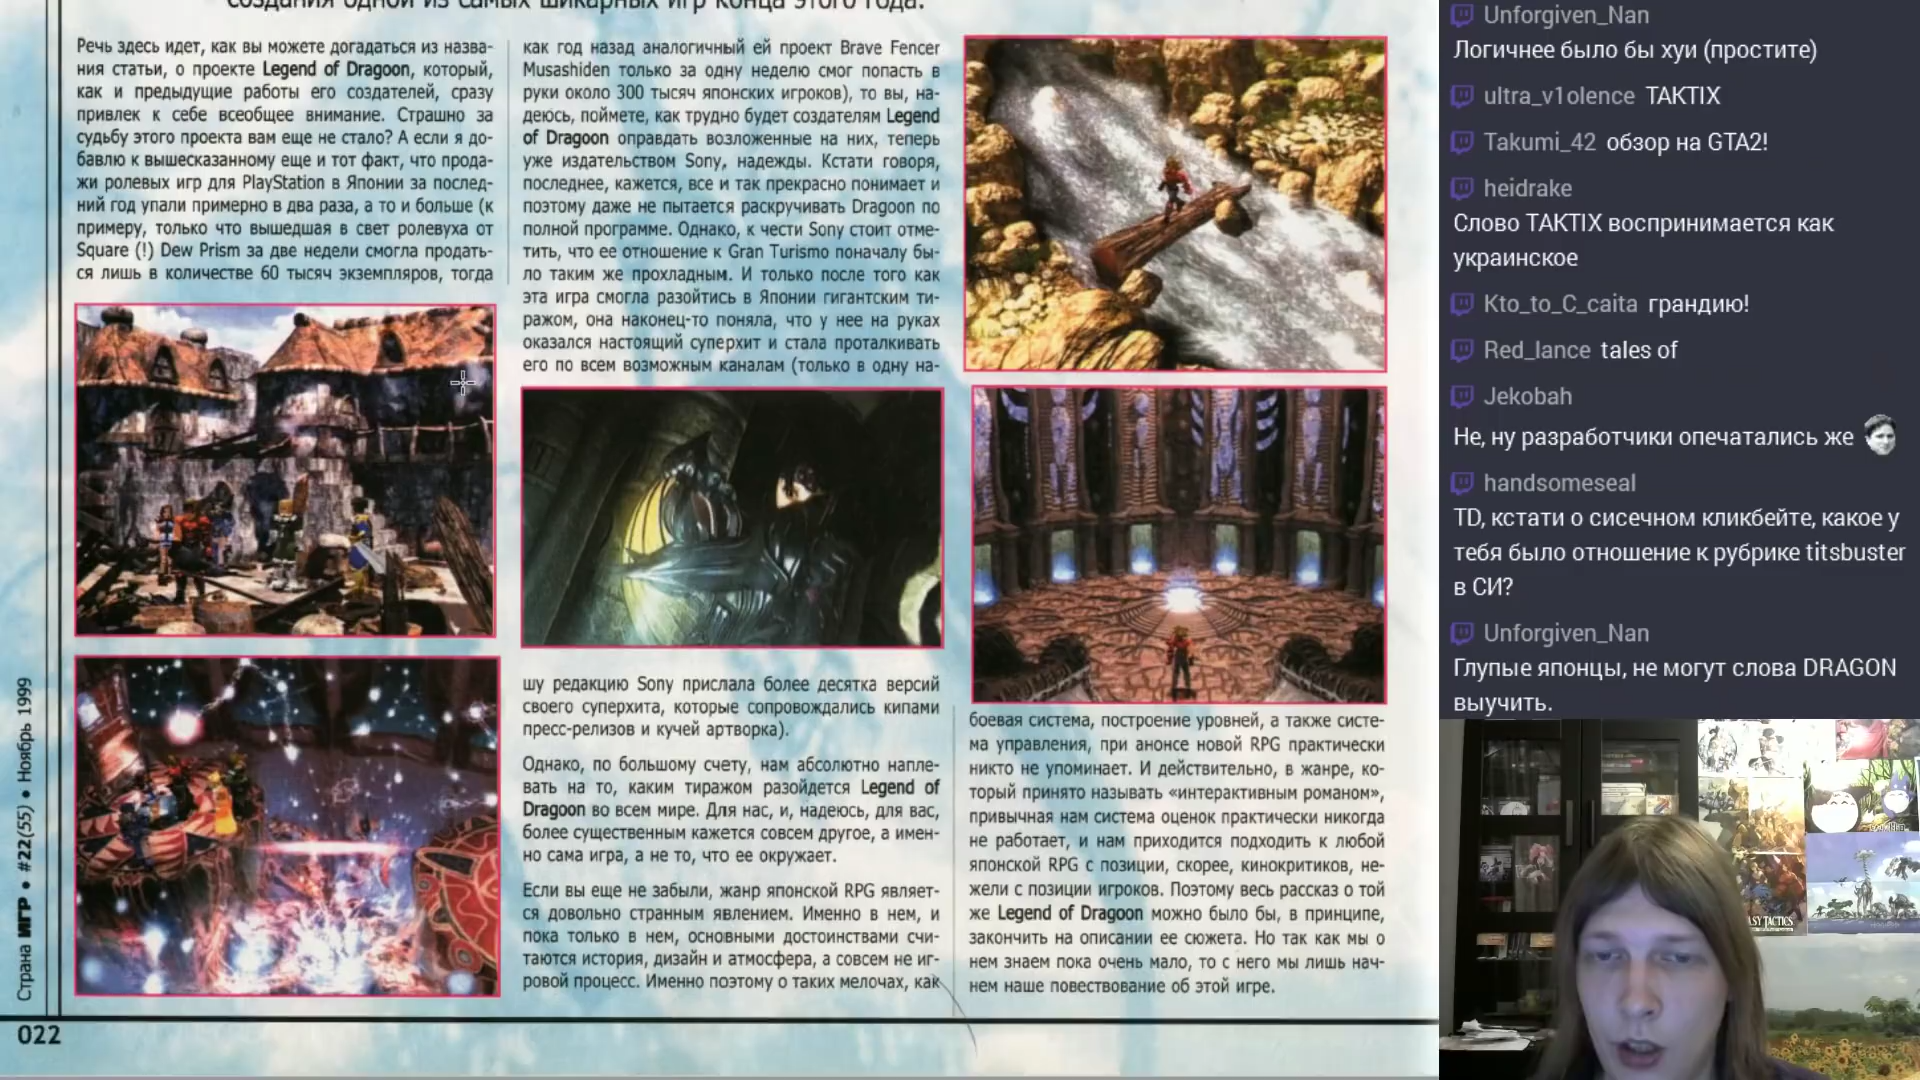 создания одной из самых шикарных игр конца этого года.
Речь здесь идет, как вы можете догадаться из назва-
ния статьи, о проекте Legend of Dragoon, который,
как и предыдущие работы его создателей, сразу
привлек к себе всеобщее внимание. Страшно за
судьбу этого проекта вам еще не стало? А если я до-
бавлю к вышесказанному еще и тот факт, что прода-
жи ролевых игр для PlayStation в Японии за послед-
ний год упали примерно в два раза, а то и больше (к
примеру, только что вышедшая в свет ролевуха от
Square (!) Dew Prism за две недели смогла продать-
ся лишь в количестве 60 тысяч экземпляров, тогда
как год назад аналогичный ей проект Brave Fencer
Musashiden только за одну неделю смог попасть в
руки около 300 тысяч японских игроков), то вы, на-
деюсь, поймете, как трудно будет создателям Legend
of Dragoon оправдать возложенные на них, теперь
уже издательством Sony, надежды. Кстати говоря,
последнее, кажется, все и так прекрасно понимает и
поэтому даже не пытается раскручивать Dragoon по
полной программе. Однако, к чести Sony стоит отме-
тить, что ее отношение к Gran Turismo поначалу бы-
ло таким же прохладным. И только после того как
эта игра смогла разойтись в Японии гигантским ти-
ражом, она наконец-то поняла, что у нее на руках
оказался настоящий суперхит и стала проталкивать
его по всем возможным каналам (только в одну на-
шу редакцию Sony прислала более десятка версий
своего суперхита, которые сопровождались кипами
пресс-релизов и кучей артворка).
Однако, по большому счету, нам абсолютно напле-
вать на то, каким тиражом разойдется Legend of
Dragoon во всем мире. Для нас, и, надеюсь, для вас,
более существенным кажется совсем другое, а имен-
но сама игра, а не то, что ее окружает.
Если вы еще не забыли, жанр японской RPG являет-
ся довольно странным явлением. Именно в нем, и
пока только в нем, основными достоинствами счи-
таются история, дизайн и атмосфера, а совсем не иг-
ровой процесс. Именно поэтому о таких мелочах, как
боевая система, построение уровней, а также систе-
ма управления, при анонсе новой RPG практически
никто не упоминает. И действительно, в жанре, ко-
торый принято называть «интерактивным романом»,
привычная нам система оценок практически никогда
не работает, и нам приходится подходить к любой
японской RPG с позиции, скорее, кинокритиков, не-
жели с позиции игроков. Поэтому весь рассказ о той
же Legend of Dragoon можно было бы, в принципе,
закончить на описании ее сюжета. Но так как мы о
нем знаем пока очень мало, то с него мы лишь нач-
нем наше повествование об этой игре.
Страна ИГР • #22(55) • Ноябрь 1999
022
Unforgiven_Nan
Логичнее было бы хуи (простите)
ultra_v1olence TAKTIX
Takumi_42 обзор на GTA2!
heidrake
Слово TAKTIX воспринимается как
украинское
Kto_to_C_caita грандию!
Red_lance tales of
Jekobah
Не, ну разработчики опечатались же
handsomeseal
TD, кстати о сисечном кликбейте, какое у
тебя было отношение к рубрике titsbuster
в СИ?
Unforgiven_Nan
Глупые японцы, не могут слова DRAGON
выучить.